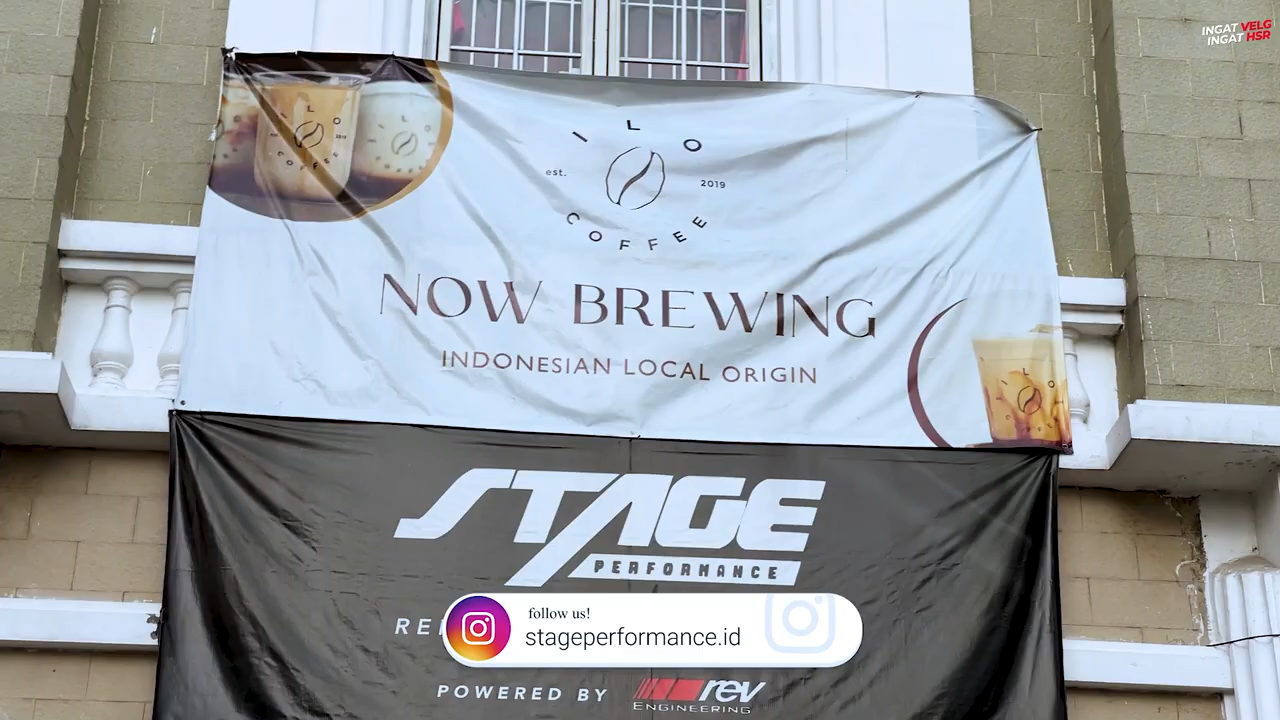 INGAT VELG
INGAT HSR
ILO
est. 2019
COFFEE
NOW BREWING
INDONESIAN LOCAL ORIGIN
STAGE
PERFORMANCE
follow us!
stageperformance.id
POWERED BY rev
ENGINEERING